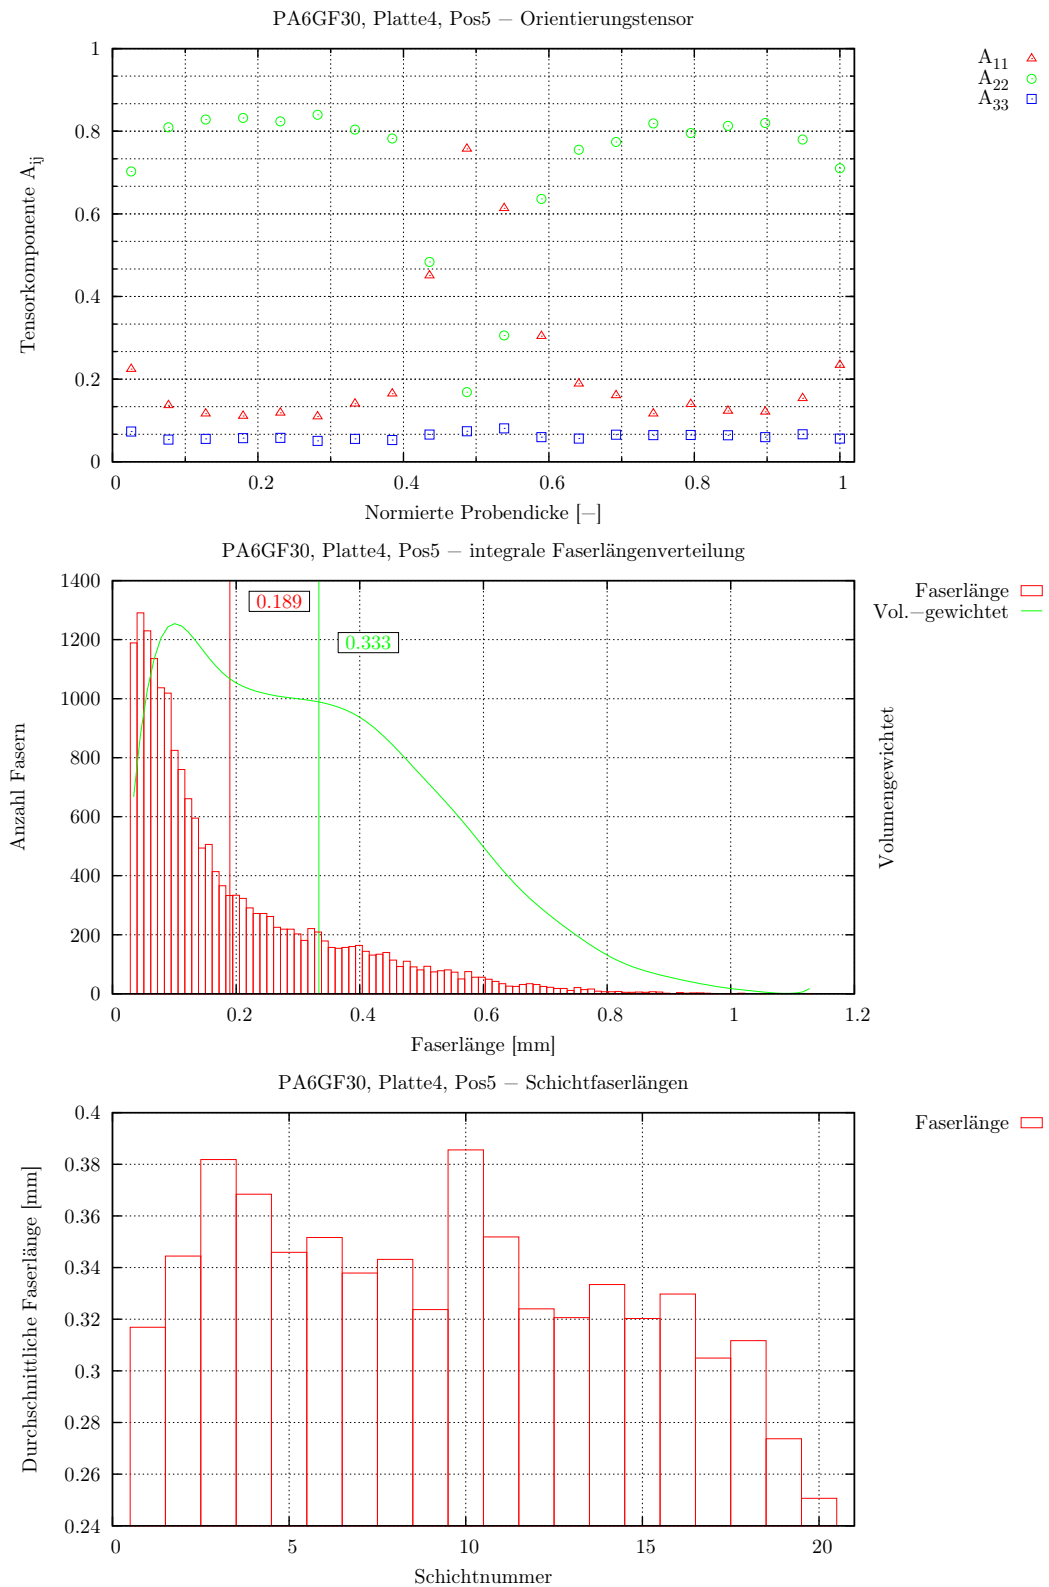 PA6GF30, Platte4, Pos5 − Orientierungstensor
A11
A22
A33
Tensorkomponente Aij
1
0.8
0.6
0.4
0.2
0
0 0.2 0.4 0.6 0.8 1
Normierte Probendicke [−]
PA6GF30, Platte4, Pos5 − integrale Faserlängenverteilung
Faserlänge
Vol.−gewichtet
0.189
0.333
Anzahl Fasern
Volumengewichtet
1400
1200
1000
800
600
400
200
0
0 0.2 0.4 0.6 0.8 1 1.2
Faserlänge [mm]
PA6GF30, Platte4, Pos5 − Schichtfaserlängen
Faserlänge
Durchschnittliche Faserlänge [mm]
0.4
0.38
0.36
0.34
0.32
0.3
0.28
0.26
0.24
0 5 10 15 20
Schichtnummer